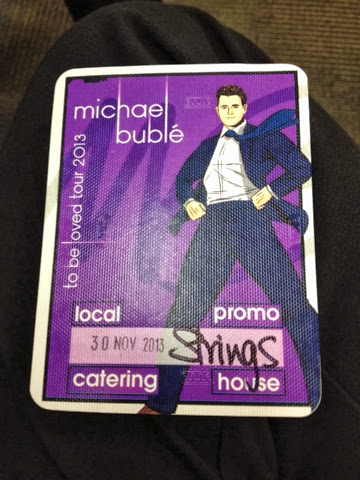 michael
bublé
to be loved tour 2013
local promo
30 NOV 2013 Strings
catering house